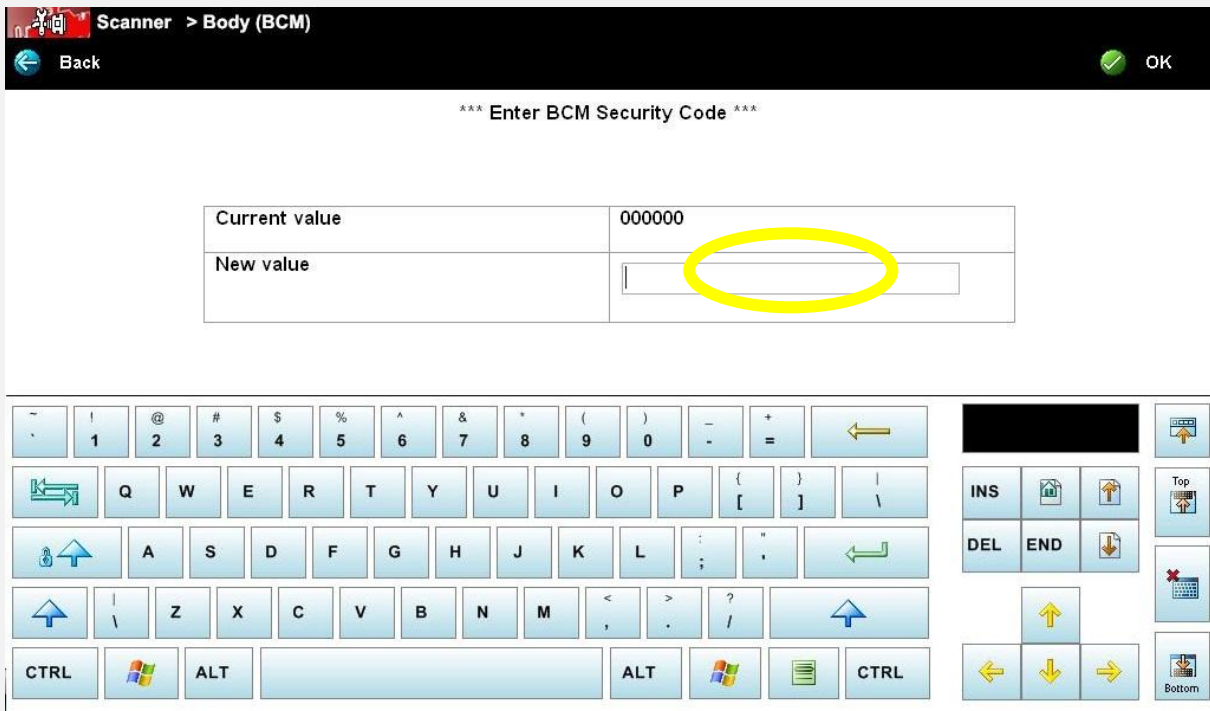 Scanner > Body (BCM)
Back
OK
*** Enter BCM Security Code ***
Current value 000000
New value
~ ! @ # $ % ^ & * ( ) _ +
` 1 2 3 4 5 6 7 8 9 0 - =
Q W E R T Y U I O P { [ } ] | \
INS
Top
A S D F G H J K L : ; " '
DEL END
| \ Z X C V B N M < , > . ? /
CTRL ALT ALT CTRL
Bottom